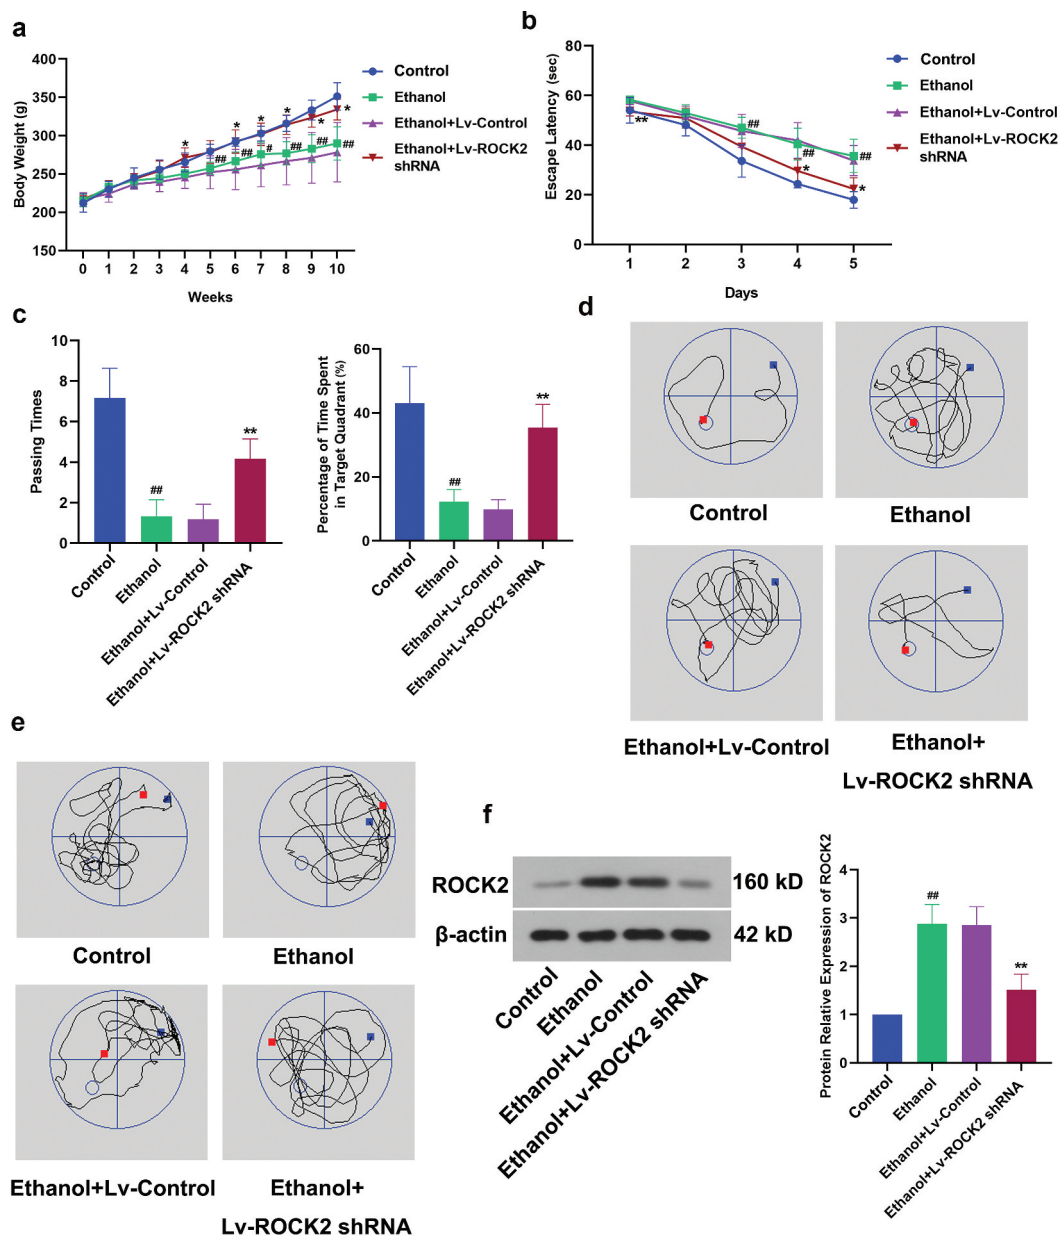 a
Body Weight (g)
400
350
300
250
200
150
0 1 2 3 4 5 6 7 8 9 10
Weeks
* * * * * *
## ## # ## ## ##
Control
Ethanol
Ethanol+Lv-Control
Ethanol+Lv-ROCK2
shRNA
b
Escape Latency (sec)
80
60
40
20
0
1 2 3 4 5
Days
** ## ## * ## *
Control
Ethanol
Ethanol+Lv-Control
Ethanol+Lv-ROCK2
shRNA
c
Passing Times
10
8
6
4
2
0
##
**
Control
Ethanol
Ethanol+Lv-Control
Ethanol+Lv-ROCK2 shRNA
Percentage of Time Spent
in Target Quadrant (%)
60
40
20
0
##
**
Control
Ethanol
Ethanol+Lv-Control
Ethanol+Lv-ROCK2 shRNA
d
Control
Ethanol
Ethanol+Lv-Control
Ethanol+
Lv-ROCK2 shRNA
e
Control
Ethanol
Ethanol+Lv-Control
Ethanol+
Lv-ROCK2 shRNA
f
ROCK2
160 kD
β-actin
42 kD
Control
Ethanol
Ethanol+Lv-Control
Ethanol+Lv-ROCK2 shRNA
Protein Relative Expression of ROCK2
4
3
2
1
0
##
**
Control
Ethanol
Ethanol+Lv-Control
Ethanol+Lv-ROCK2 shRNA